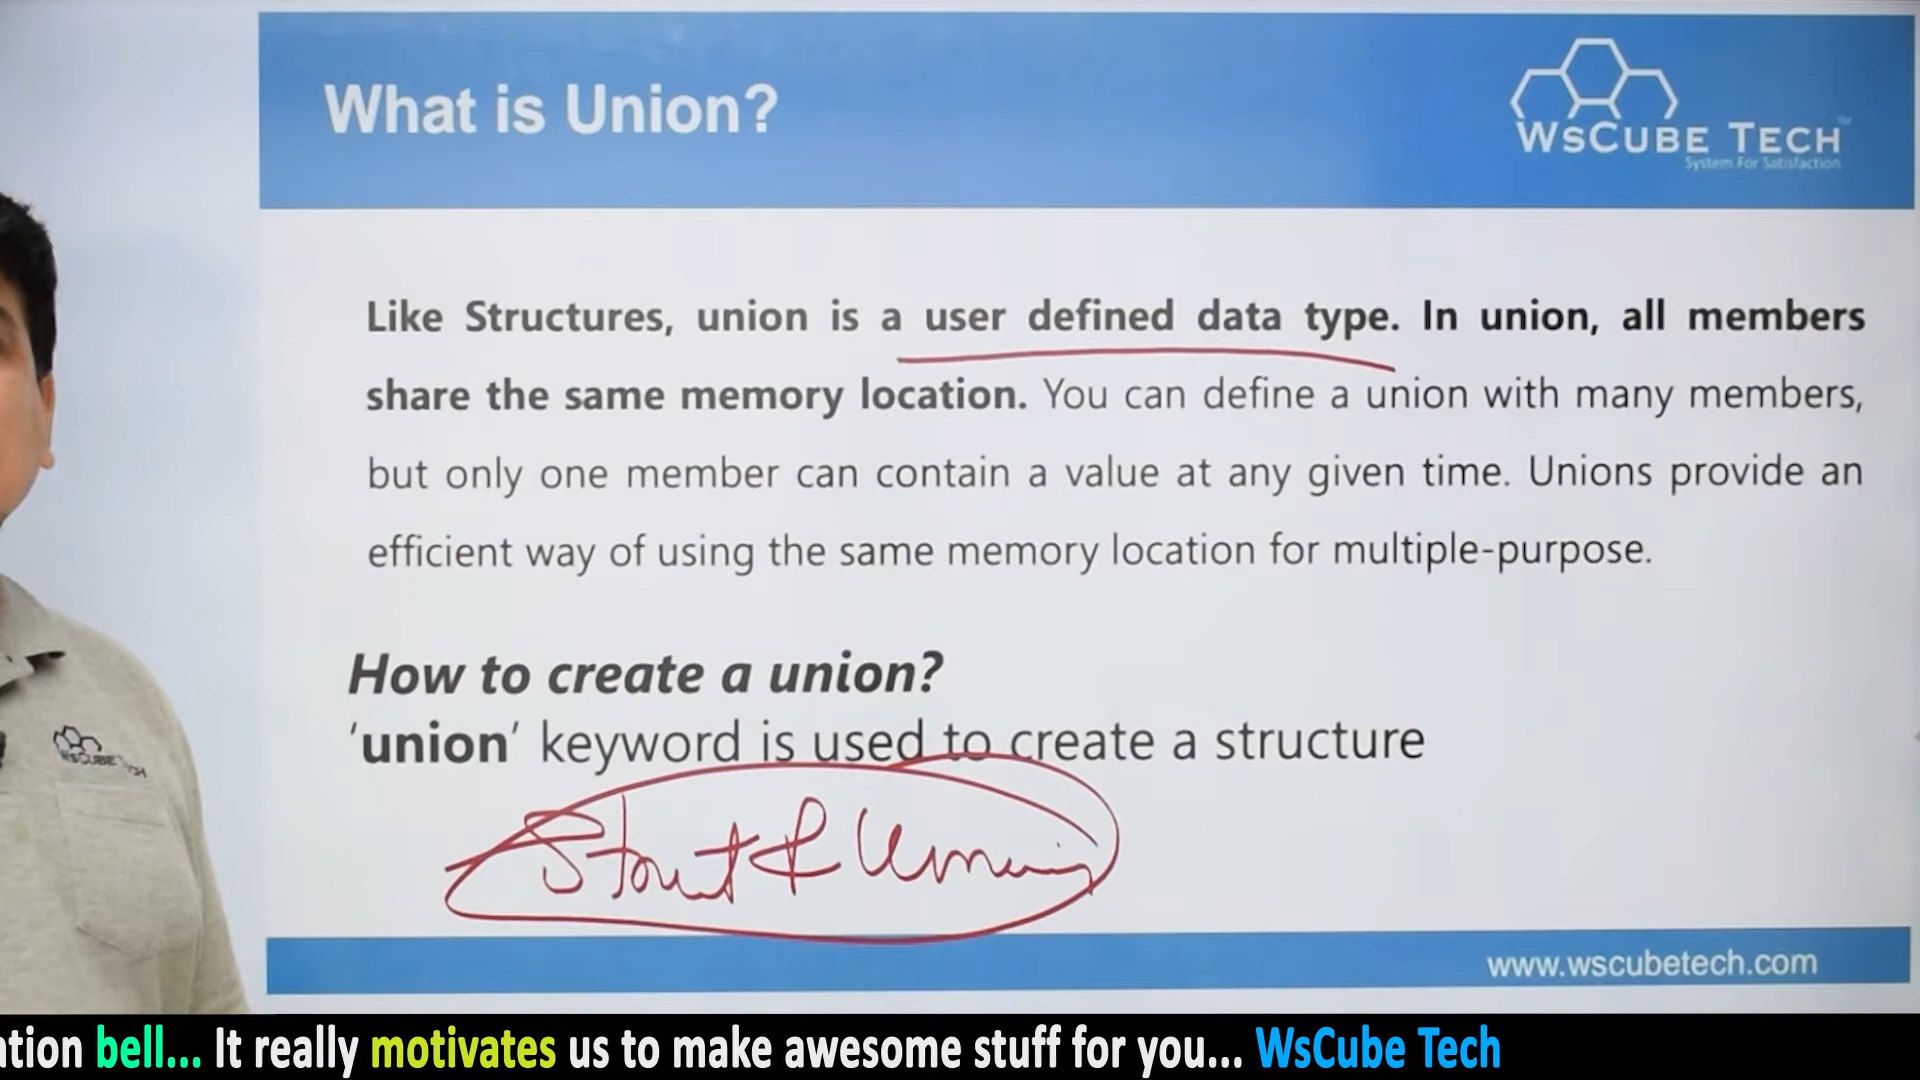 What is Union?
WsCube Tech
System For Satisfaction
Like Structures, union is a user defined data type. In union, all members
share the same memory location. You can define a union with many members,
but only one member can contain a value at any given time. Unions provide an
efficient way of using the same memory location for multiple-purpose.
How to create a union?
‘union’ keyword is used to create a structure
Struct &
WsCube Tech
www.wscubetech.com
ation bell... It really motivates us to make awesome stuff for you... WsCube Tech